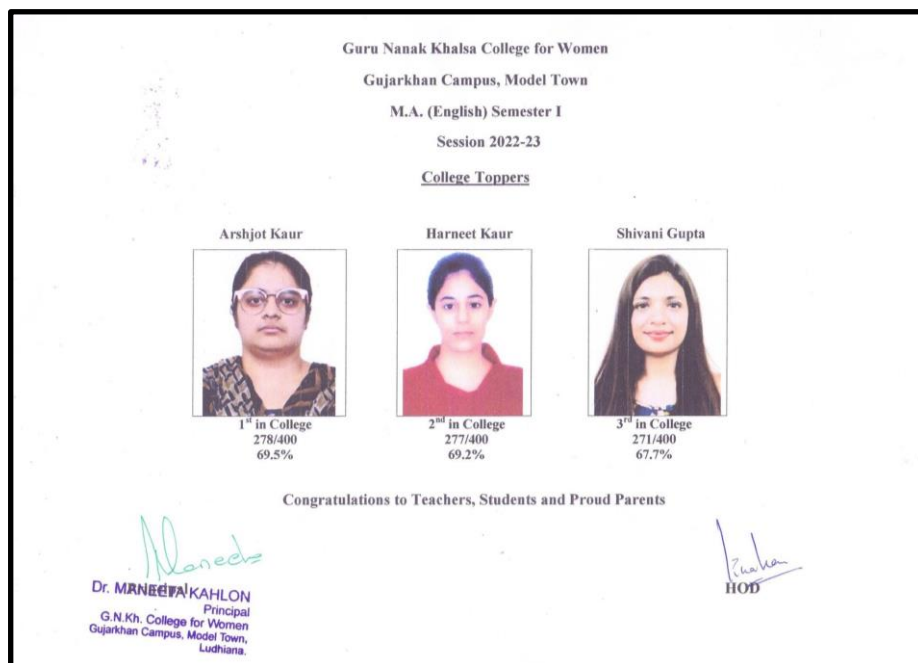 Guru Nanak Khalsa College for Women
Gujarkhan Campus, Model Town
M.A. (English) Semester I
Session 2022-23
College Toppers
Arshjot Kaur Harneet Kaur Shivani Gupta
1st in College 2nd in College 3rd in College
278/400 277/400 271/400
69.5% 69.2% 67.7%
Congratulations to Teachers, Students and Proud Parents
Maneeta
Principal HOD
Dr. MANEETA KAHLON
Principal
G.N.Kh. College for Women
Gujarkhan Campus, Model Town,
Ludhiana.